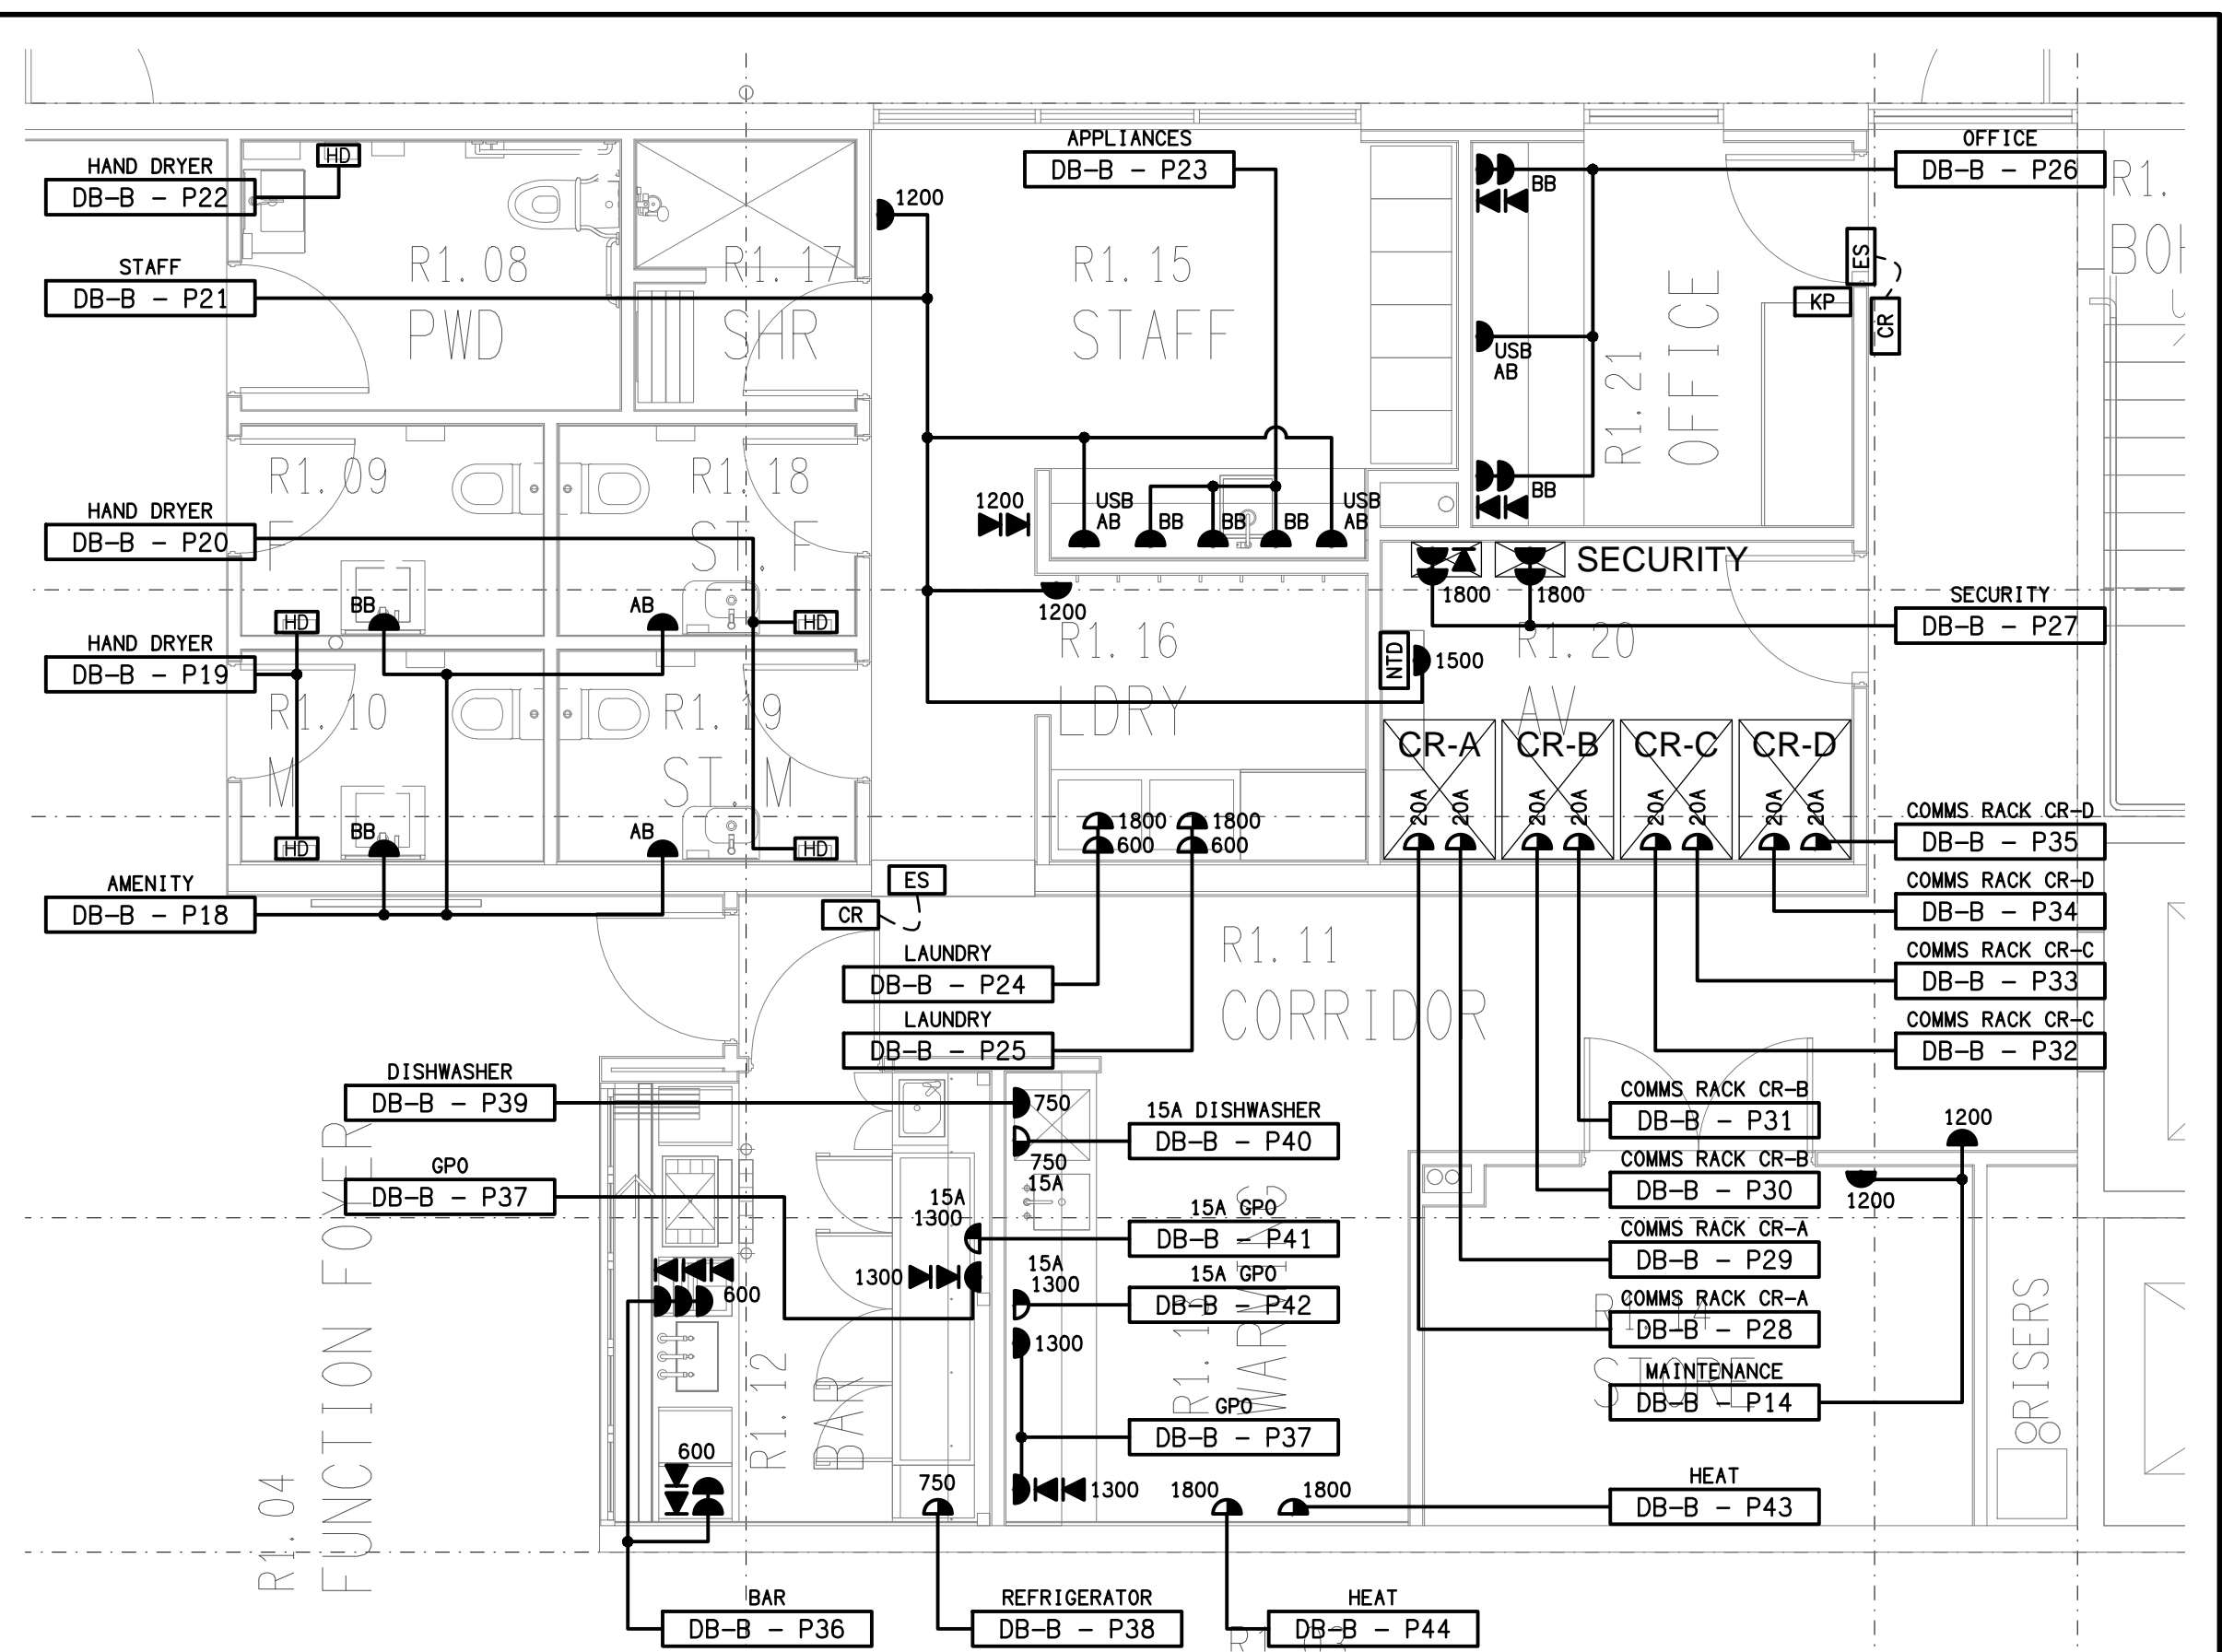 APPLIANCES
DB-B - P23
OFFICE
DB-B - P26
HAND DRYER
DB-B - P22
HD
1200
BB
R1.
BOH
STAFF
DB-B - P21
R1.08
PWD
R1.17
SHR
R1.15
STAFF
R1.21
OFFICE
USB
AB
ES
KP
CR
R1.09
F
R1.18
ST. F
1200
USB
AB
BB
BB
BB
USB
AB
BB
HAND DRYER
DB-B - P20
SECURITY
1800
1800
SECURITY
DB-B - P27
HD
BB
AB
HD
1200
R1.16
LDRY
NTD
1500
R1.20
AV
HAND DRYER
DB-B - P19
R1.10
M
R1.19
ST. M
CR-A
CR-B
CR-C
CR-D
20A
20A
20A
20A
20A
20A
20A
20A
HD
BB
AB
HD
1800
600
1800
600
COMMS RACK CR-D
DB-B - P35
COMMS RACK CR-D
DB-B - P34
COMMS RACK CR-C
DB-B - P33
COMMS RACK CR-C
DB-B - P32
AMENITY
DB-B - P18
ES
CR
LAUNDRY
DB-B - P24
LAUNDRY
DB-B - P25
R1.11
CORRIDOR
DISHWASHER
DB-B - P39
750
15A DISHWASHER
DB-B - P40
750
15A
COMMS RACK CR-B
DB-B - P31
1200
GPO
DB-B - P37
COMMS RACK CR-B
DB-B - P30
1200
15A
1300
15A GPO
DB-B - P41
COMMS RACK CR-A
DB-B - P29
1300
15A
1300
15A GPO
DB-B - P42
COMMS RACK CR-A
DB-B - P28
600
1300
R1.12
BAR
MAINTENANCE
DB-B - P14
STORE
RISERS
GPO
DB-B - P37
R1.04
FUNCTION FOYER
600
750
1300
1800
1800
HEAT
DB-B - P43
BAR
DB-B - P36
REFRIGERATOR
DB-B - P38
HEAT
DB-B - P44